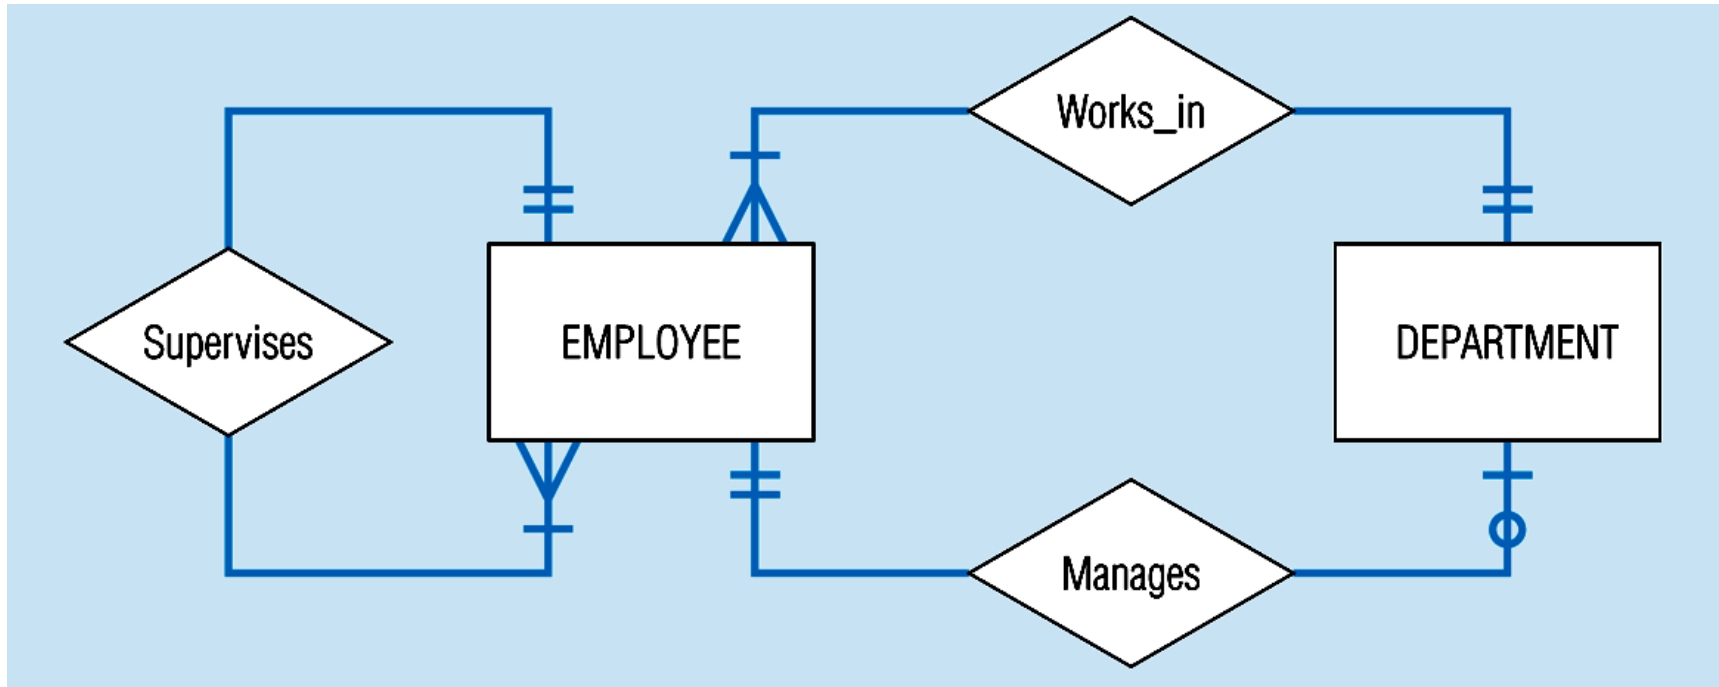 Works_in
Supervises
EMPLOYEE
DEPARTMENT
Manages